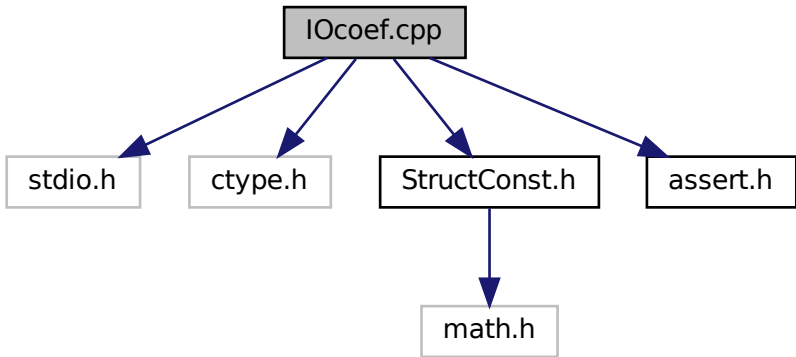 IOcoef.cpp
stdio.h
ctype.h
StructConst.h
assert.h
math.h